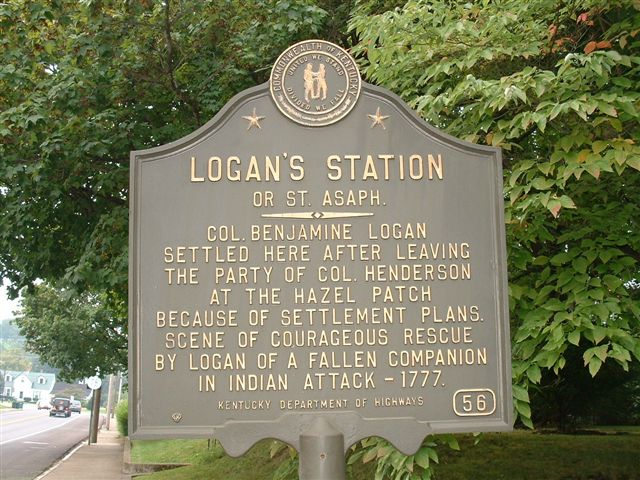 COMMONWEALTH OF KENTUCKY
UNITED WE STAND
DIVIDED WE FALL
LOGAN'S STATION
OR ST. ASAPH.
COL. BENJAMINE LOGAN
SETTLED HERE AFTER LEAVING
THE PARTY OF COL. HENDERSON
AT THE HAZEL PATCH
BECAUSE OF SETTLEMENT PLANS.
SCENE OF COURAGEOUS RESCUE
BY LOGAN OF A FALLEN COMPANION
IN INDIAN ATTACK – 1777.
KENTUCKY DEPARTMENT OF HIGHWAYS
56